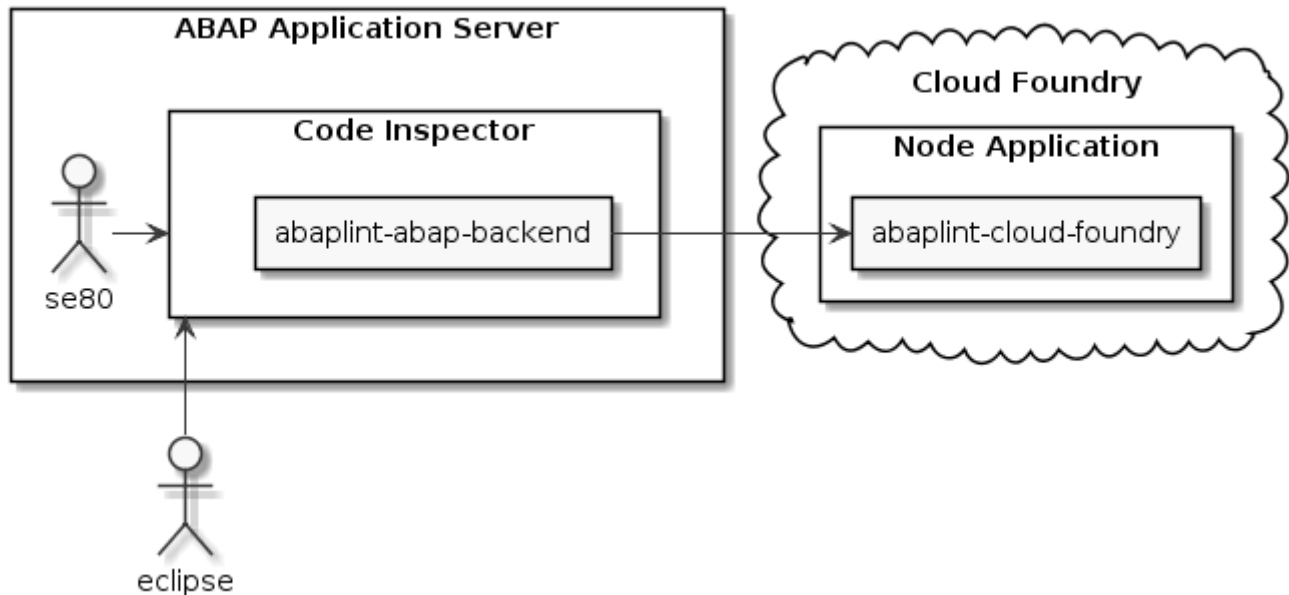 ABAP Application Server
Cloud Foundry
Code Inspector
Node Application
abaplint-abap-backend
abaplint-cloud-foundry
se80
eclipse